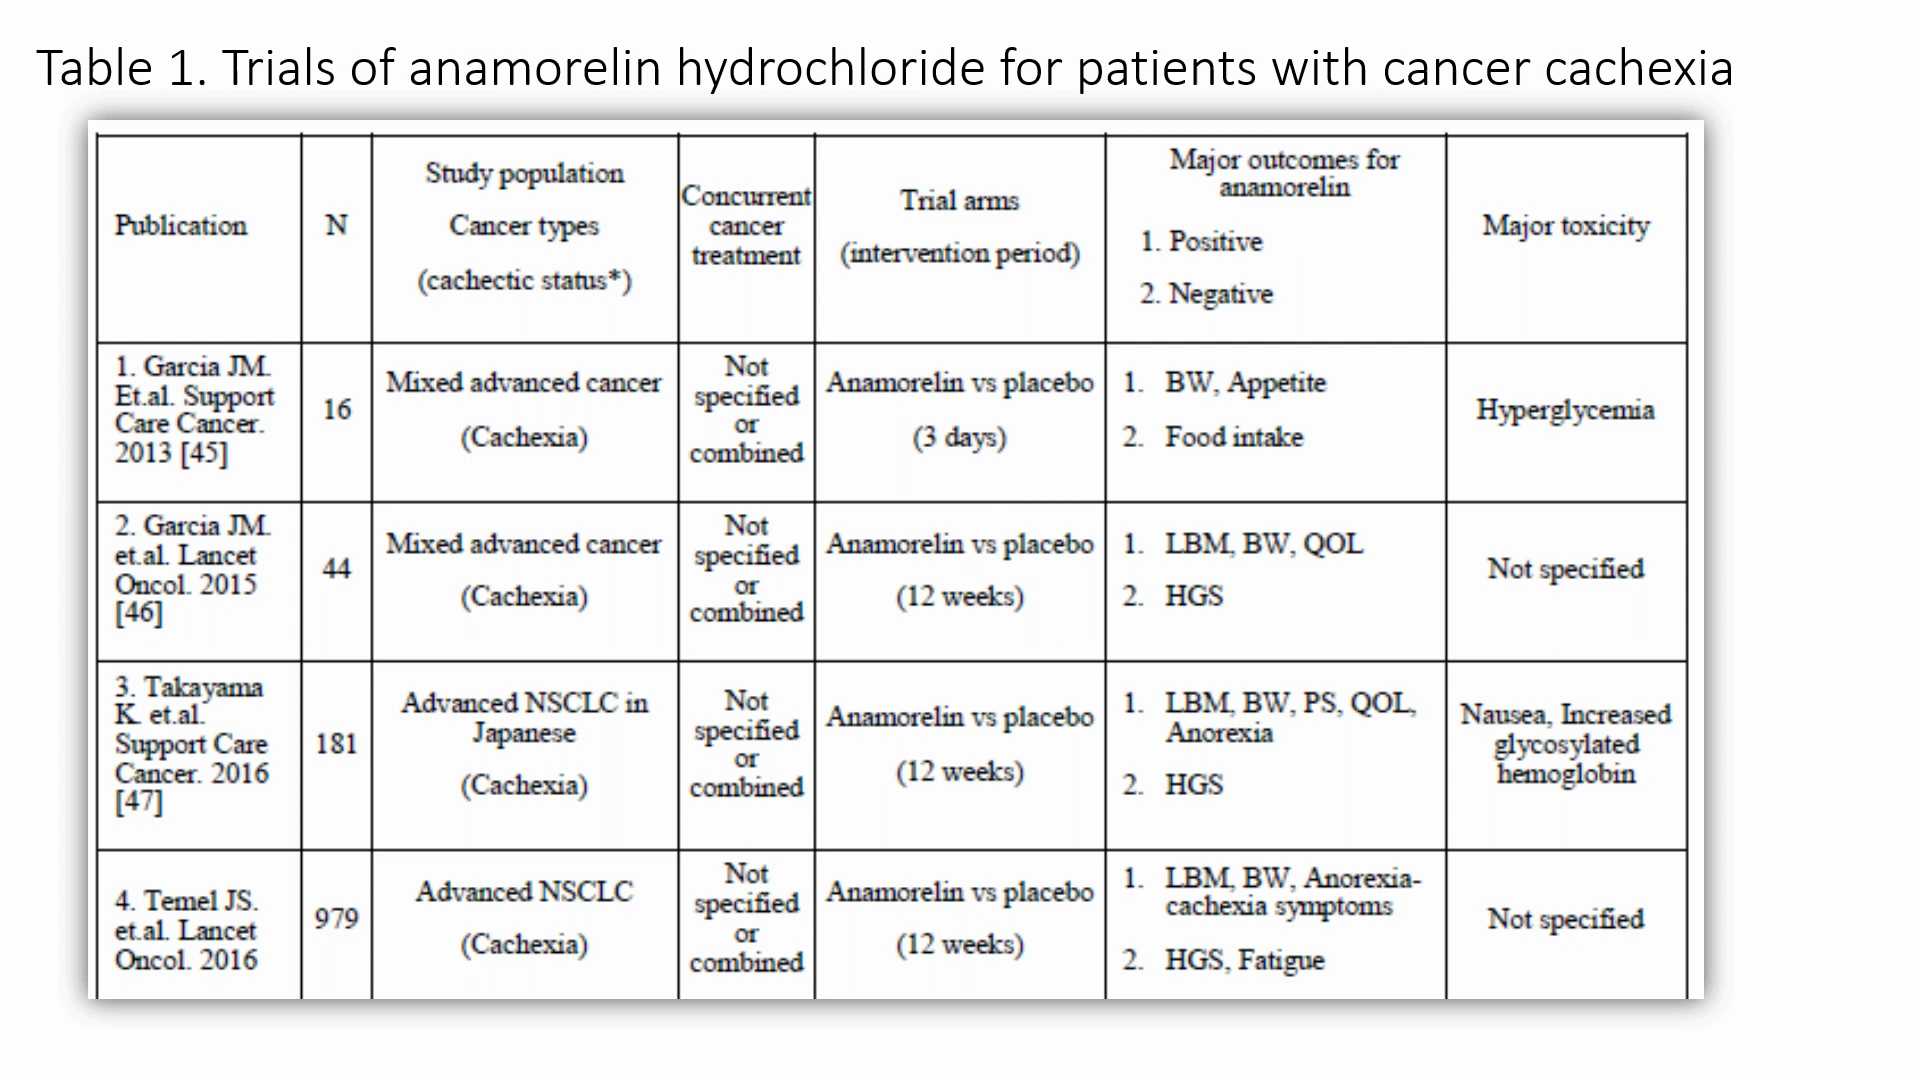 Table 1. Trials of anamorelin hydrochloride for patients with cancer cachexia
Publication
N
Study population
Cancer types
(cachectic status*)
Concurrent
cancer
treatment
Trial arms
(intervention period)
Major outcomes for
anamorelin
1. Positive
2. Negative
Major toxicity
1. Garcia JM.
Et.al. Support
Care Cancer.
2013 [45]
16
Mixed advanced cancer
(Cachexia)
Not
specified
or
combined
Anamorelin vs placebo
(3 days)
1. BW, Appetite
2. Food intake
Hyperglycemia
2. Garcia JM.
et.al. Lancet
Oncol. 2015
[46]
44
Mixed advanced cancer
(Cachexia)
Not
specified
or
combined
Anamorelin vs placebo
(12 weeks)
1. LBM, BW, QOL
2. HGS
Not specified
3. Takayama
K. et.al.
Support Care
Cancer. 2016
[47]
181
Advanced NSCLC in
Japanese
(Cachexia)
Not
specified
or
combined
Anamorelin vs placebo
(12 weeks)
1. LBM, BW, PS, QOL,
Anorexia
2. HGS
Nausea, Increased
glycosylated
hemoglobin
4. Temel JS.
et.al. Lancet
Oncol. 2016
979
Advanced NSCLC
(Cachexia)
Not
specified
or
combined
Anamorelin vs placebo
(12 weeks)
1. LBM, BW, Anorexia-
cachexia symptoms
2. HGS, Fatigue
Not specified